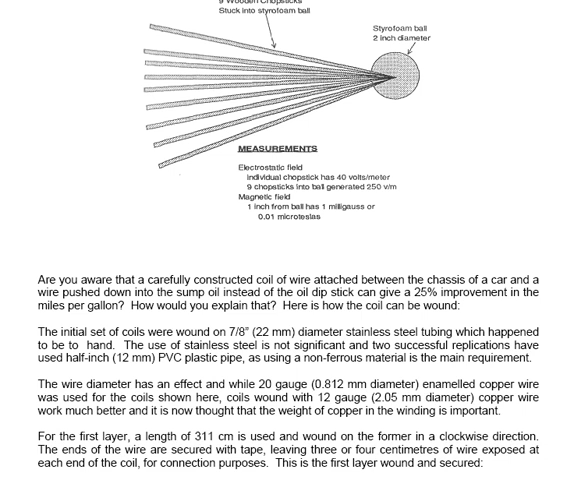 9 Wooden Chopsticks
Stuck into styrofoam ball
Styrofoam ball
2 inch diameter
MEASUREMENTS
Electrostatic field
individual chopstick has 40 volts/meter
9 chopsticks into ball generated 250 v/m
Magnetic field
1 inch from ball has 1 milligauss or
0.01 microteslas
Are you aware that a carefully constructed coil of wire attached between the chassis of a car and a
wire pushed down into the sump oil instead of the oil dip stick can give a 25% improvement in the
miles per gallon? How would you explain that? Here is how the coil can be wound:
The initial set of coils were wound on 7/8" (22 mm) diameter stainless steel tubing which happened
to be to hand. The use of stainless steel is not significant and two successful replications have
used half-inch (12 mm) PVC plastic pipe, as using a non-ferrous material is the main requirement.
The wire diameter has an effect and while 20 gauge (0.812 mm diameter) enamelled copper wire
was used for the coils shown here, coils wound with 12 gauge (2.05 mm diameter) copper wire
work much better and it is now thought that the weight of copper in the winding is important.
For the first layer, a length of 311 cm is used and wound on the former in a clockwise direction.
The ends of the wire are secured with tape, leaving three or four centimetres of wire exposed at
each end of the coil, for connection purposes. This is the first layer wound and secured: